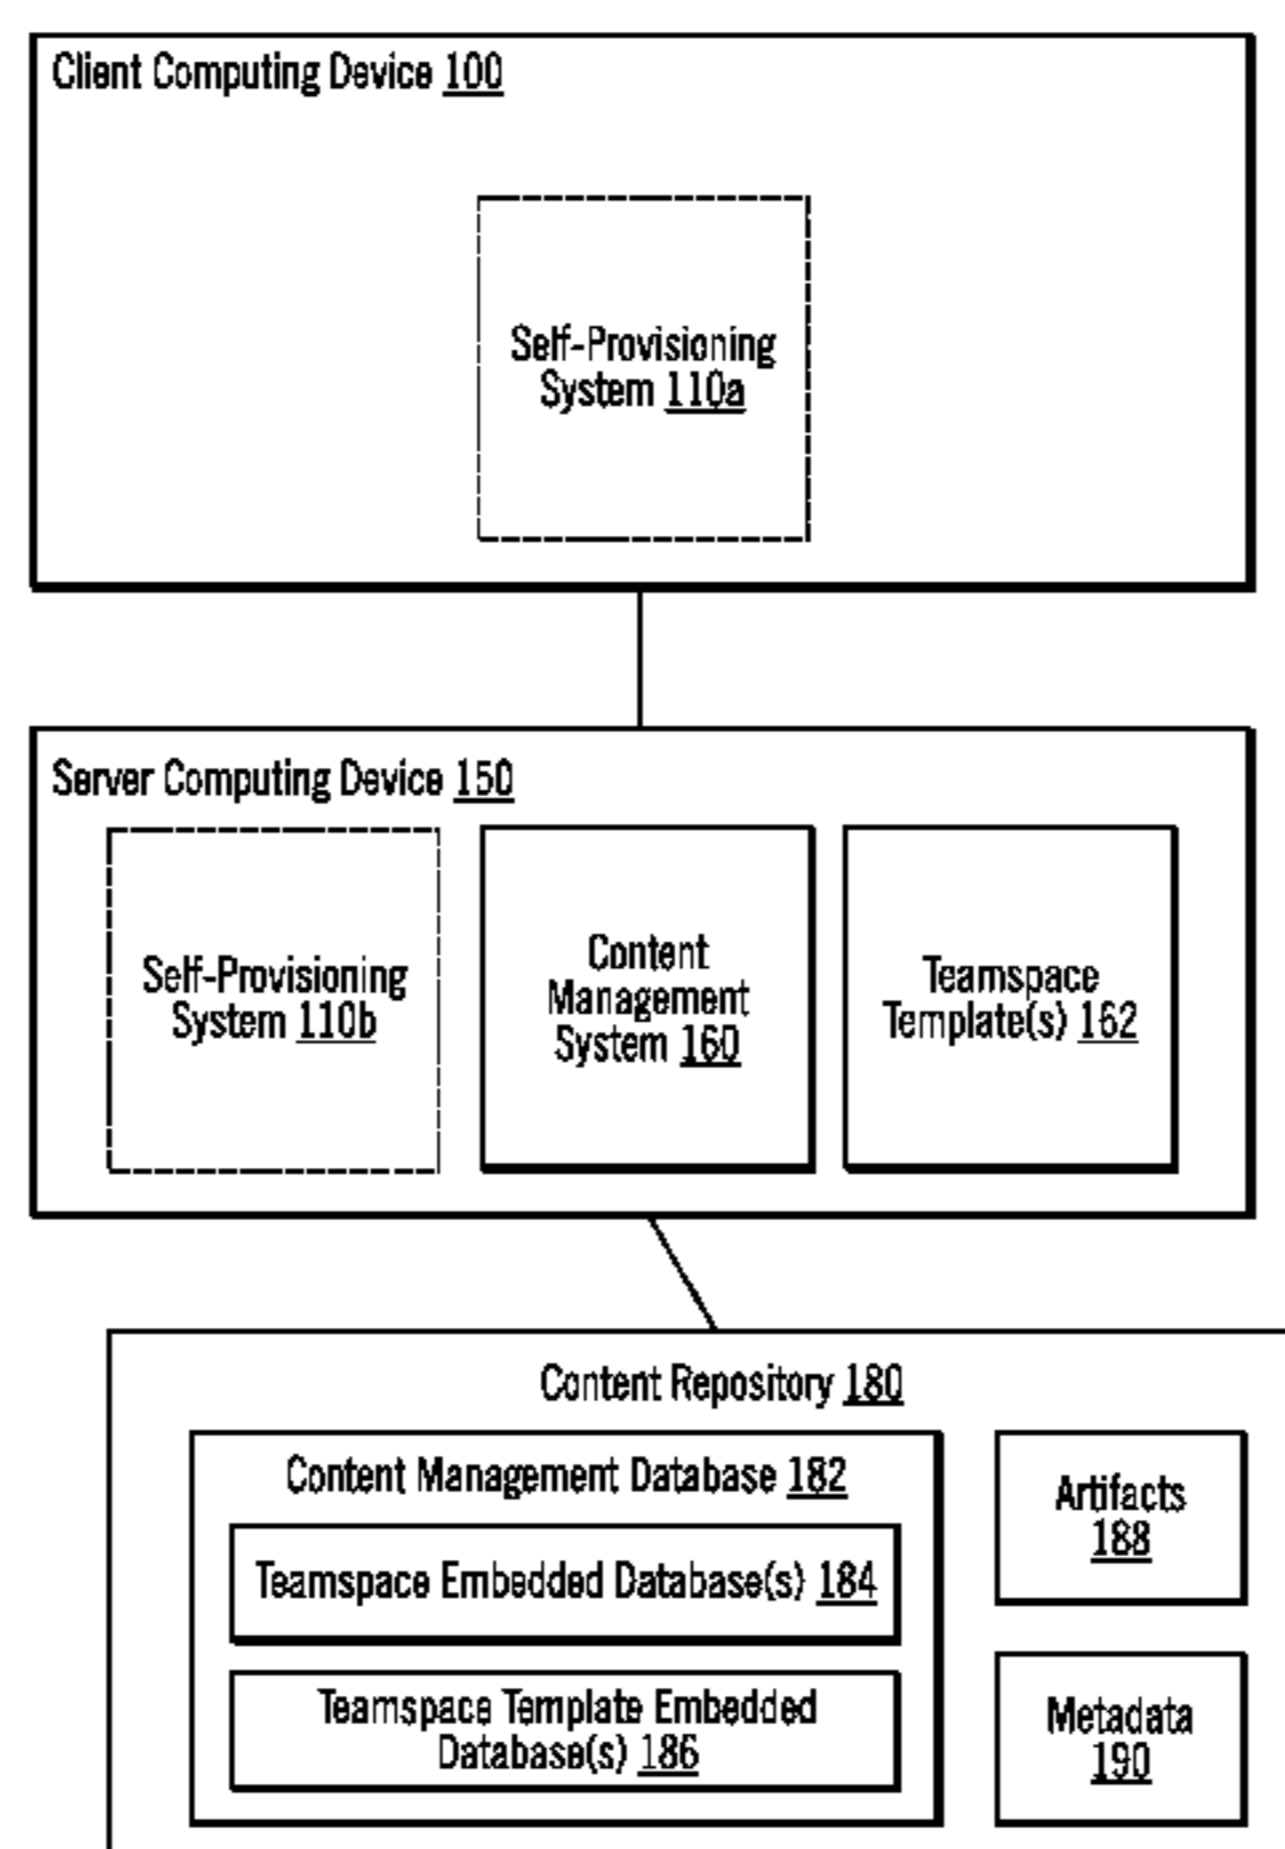 Client Computing Device 100
Self-Provisioning
System 110a
Server Computing Device 150
Self-Provisioning
System 110b
Content
Management
System 160
Teamspace
Template(s) 162
Content Repository 180
Content Management Database 182
Teamspace Embedded Database(s) 184
Teamspace Template Embedded
Database(s) 186
Artifacts
188
Metadata
190